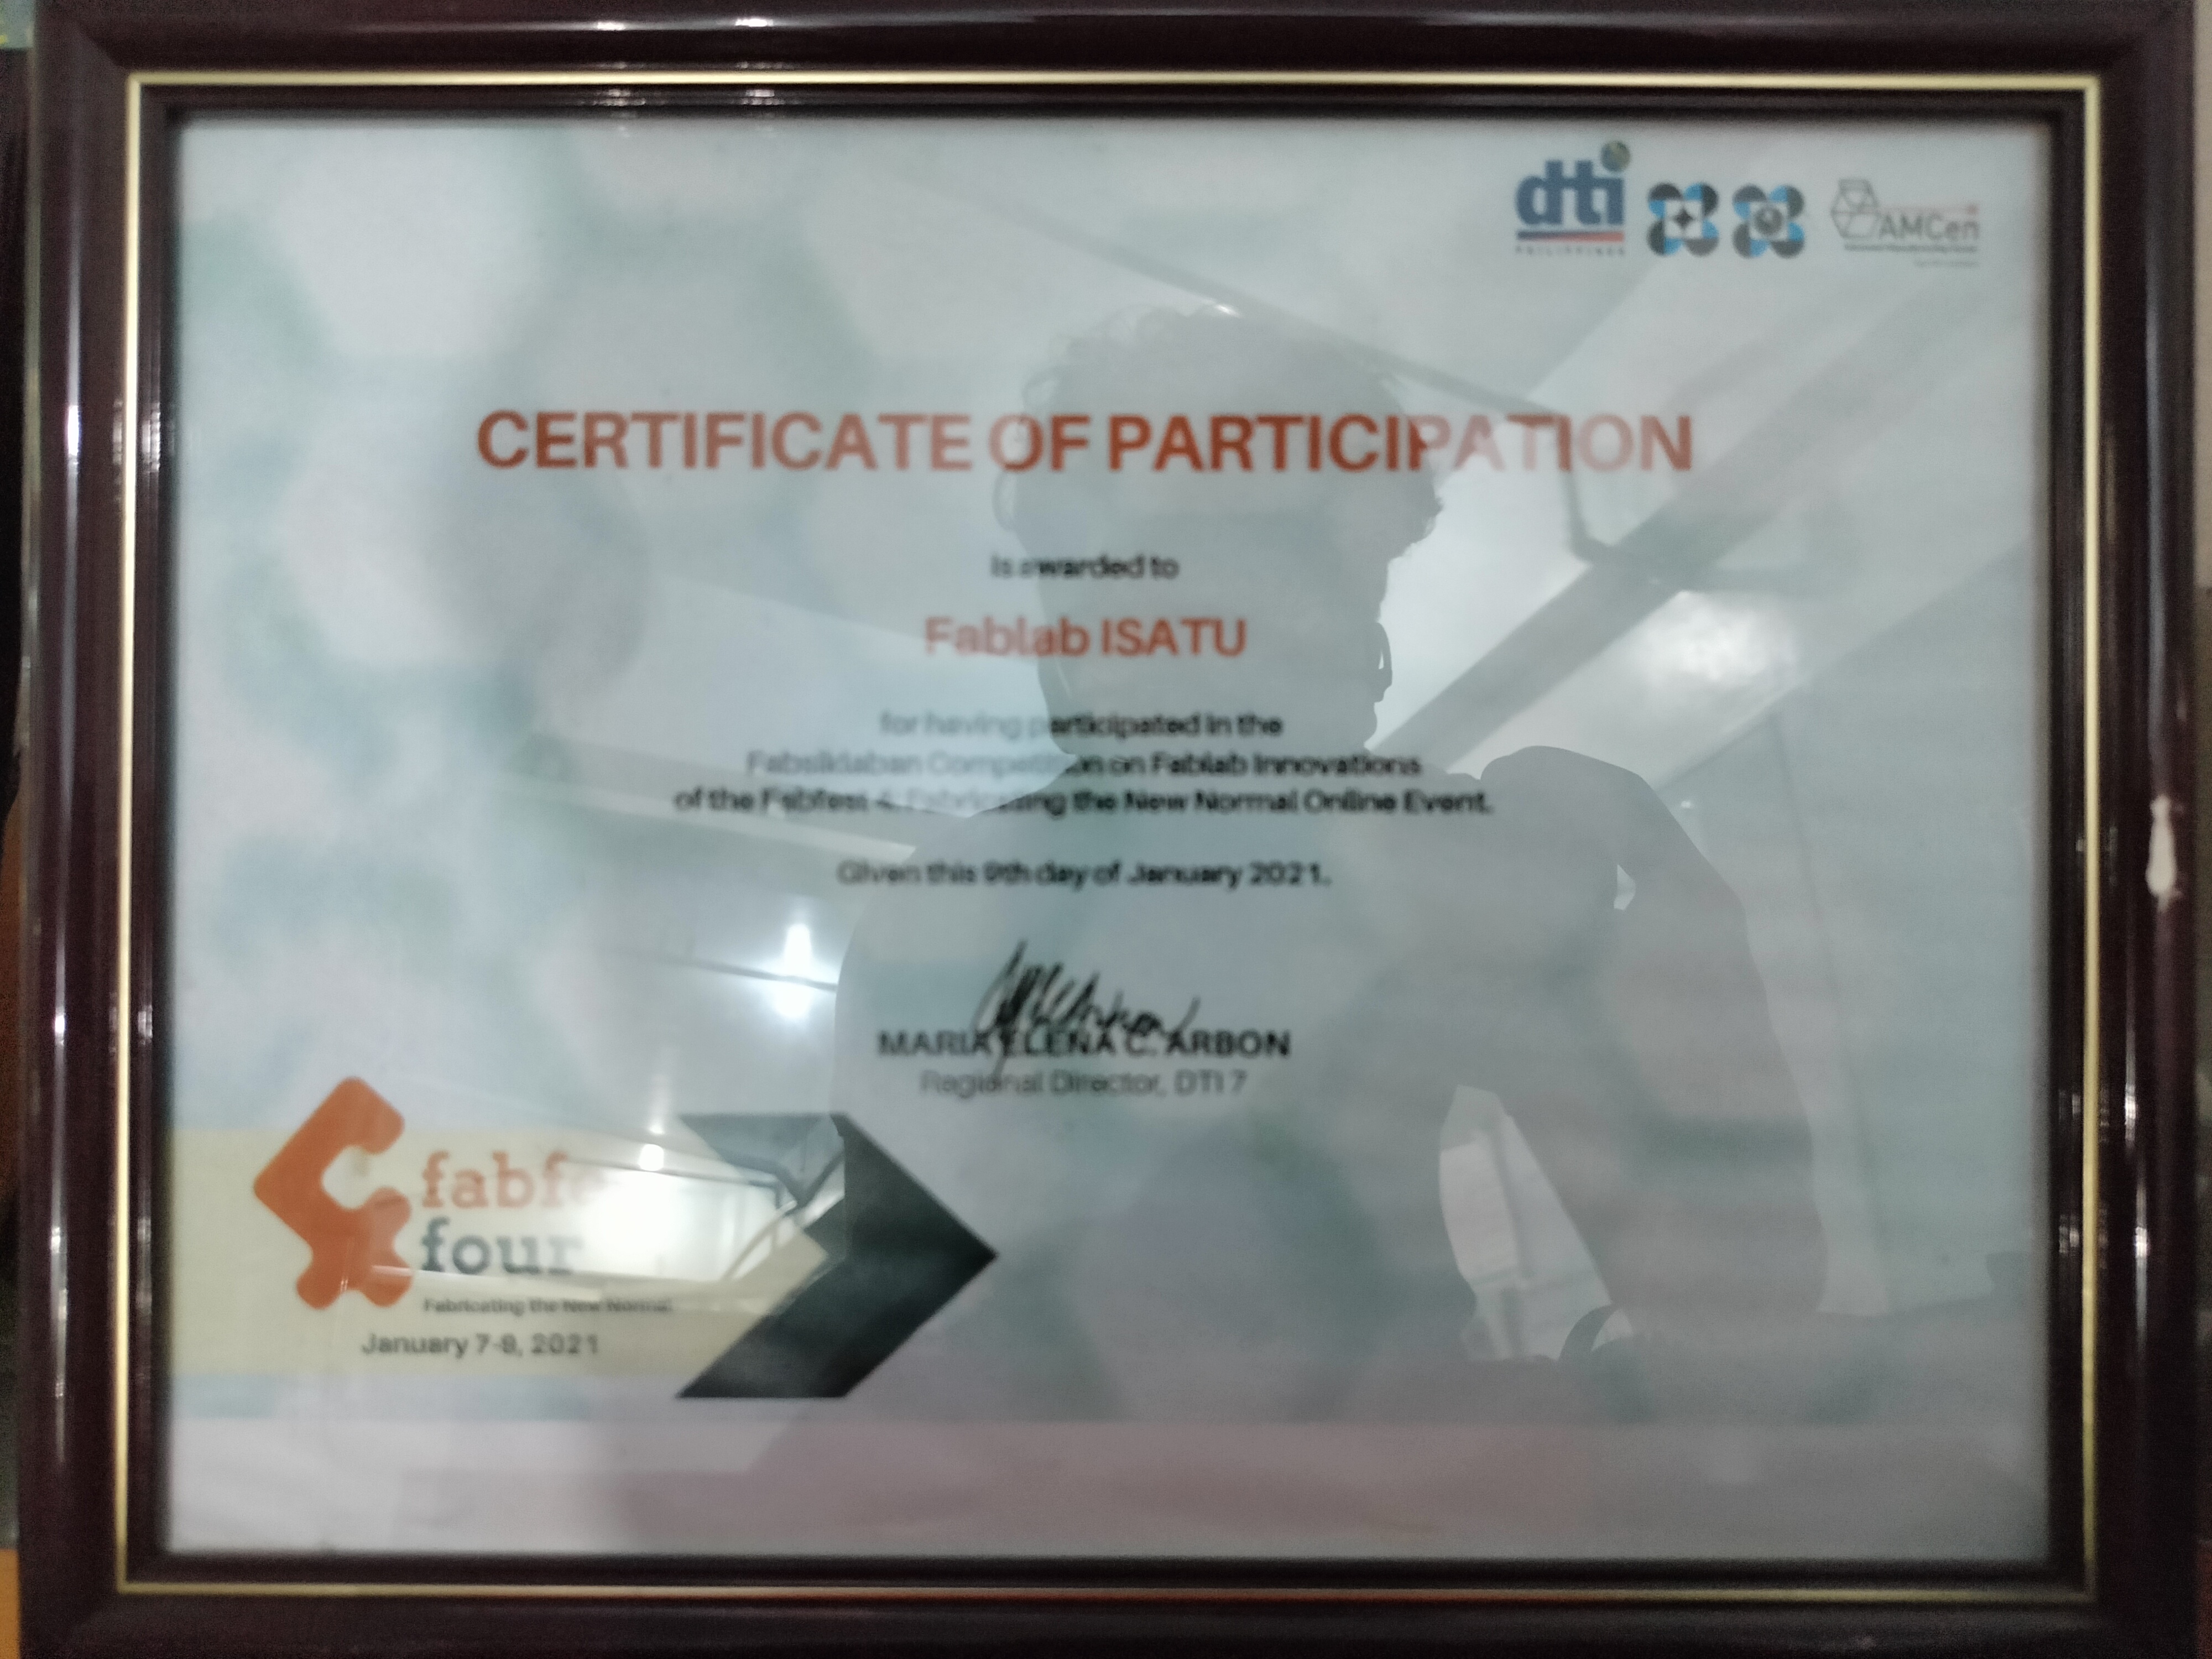 dti
PHILIPPINES
AMCen
CERTIFICATE OF PARTICIPATION
is awarded to
Fablab ISATU
for having participated in the
Fabsiklaban Competition on Fablab Innovations
of the Fabfest 4: Fabricating the New Normal Online Event.
Given this 9th day of January 2021.
MARIA ELENA C. ARBON
Regional Director, DTI 7
four
Fabricating the New Normal
January 7-8, 2021